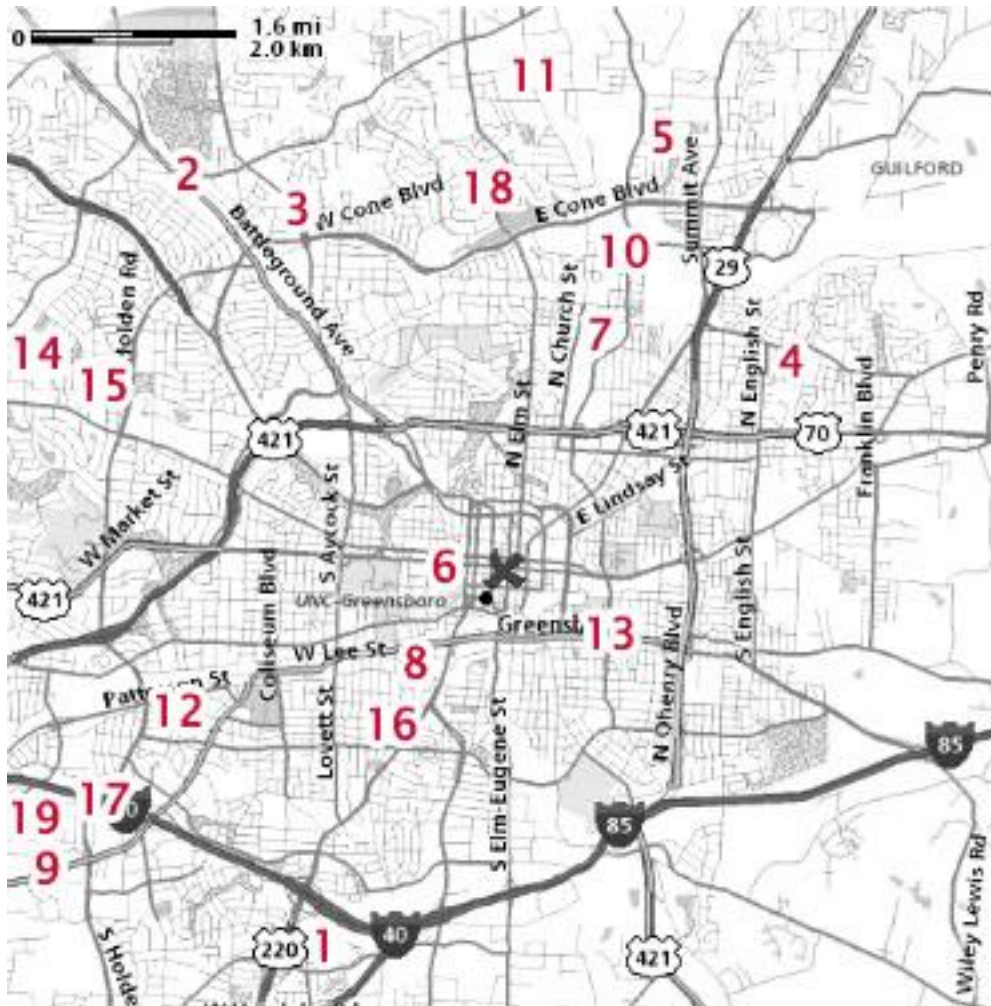 0
1.6 mi
2.0 km
11
5
Summit Ave
2
18
GUILFORD
3
W Cone Blvd
E Cone Blvd
Battleground Ave
10
29
N Church St
7
N English St
Penry Rd
14
15
4
Franklin Blvd
N Elm St
421
421
70
W Market St
S Aycock St
E Lindsay St
6
421
UNC-Greensboro
Coliseum Blvd
S English St
13
W Lee St
8
N Ohenry Blvd
St
12
16
Lovett St
S Elm-Eugene St
85
19
17
85
9
Wiley Lewis Rd
220
1
40
421